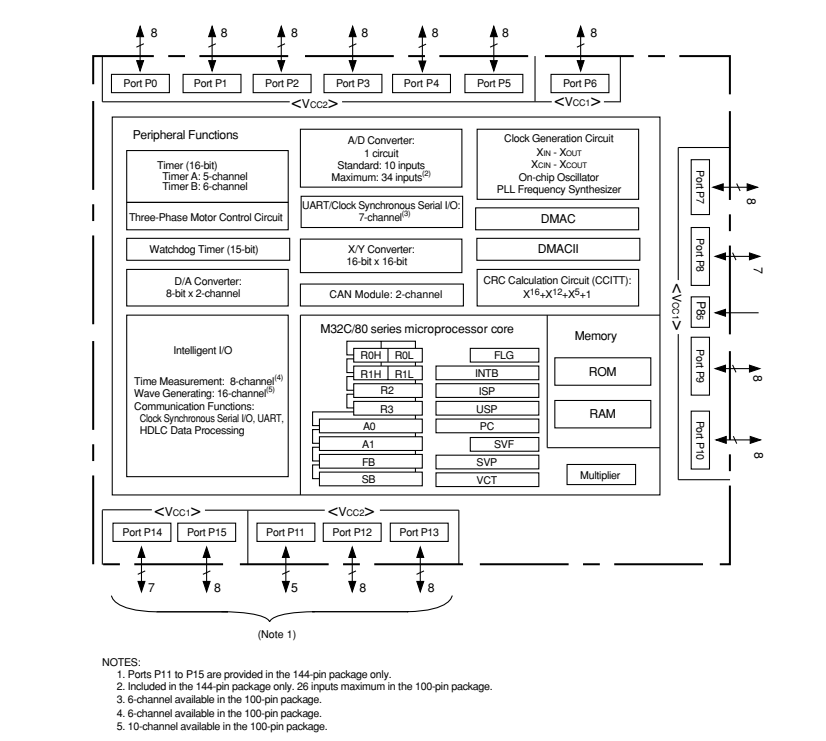 8 8 8 8 8 8 8
Port P0 Port P1 Port P2 Port P3 Port P4 Port P5 Port P6
<VCC2> <VCC1>
Peripheral Functions
Timer (16-bit)
Timer A: 5-channel
Timer B: 6-channel
Three-Phase Motor Control Circuit
Watchdog Timer (15-bit)
D/A Converter:
8-bit x 2-channel
Intelligent I/O
Time Measurement: 8-channel(4)
Wave Generating: 16-channel(5)
Communication Functions:
Clock Synchronous Serial I/O, UART,
HDLC Data Processing
A/D Converter:
1 circuit
Standard: 10 inputs
Maximum: 34 inputs(2)
UART/Clock Synchronous Serial I/O:
7-channel(3)
X/Y Converter:
16-bit x 16-bit
CAN Module: 2-channel
Clock Generation Circuit
XIN - XOUT
XCIN - XCOUT
On-chip Oscillator
PLL Frequency Synthesizer
DMAC
DMACII
CRC Calculation Circuit (CCITT):
X16+X12+X5+1
M32C/80 series microprocessor core
R0H R0L
R1H R1L
R2
R3
A0
A1
FB
SB
FLG
INTB
ISP
USP
PC
SVF
SVP
VCT
Memory
ROM
RAM
Multiplier
<VCC1>
Port P7 8
Port P8 7
P85
Port P9 8
Port P10 8
<VCC1> <VCC2>
Port P14 Port P15 Port P11 Port P12 Port P13
7 8 5 8 8
(Note 1)
NOTES:
1. Ports P11 to P15 are provided in the 144-pin package only.
2. Included in the 144-pin package only. 26 inputs maximum in the 100-pin package.
3. 6-channel available in the 100-pin package.
4. 6-channel available in the 100-pin package.
5. 10-channel available in the 100-pin package.